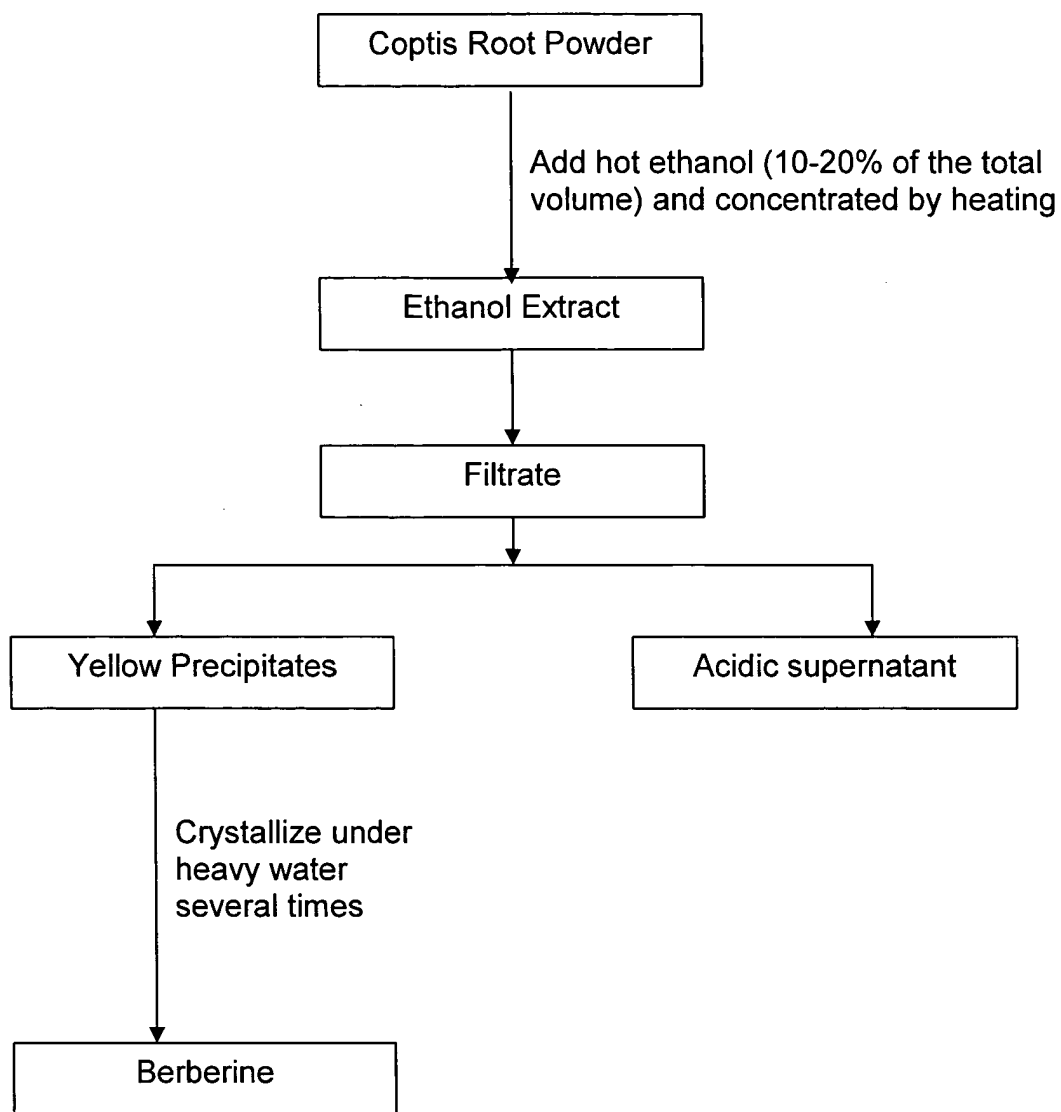 Coptis Root Powder
Add hot ethanol (10-20% of the total
volume) and concentrated by heating
Ethanol Extract
Filtrate
Yellow Precipitates
Acidic supernatant
Crystallize under
heavy water
several times
Berberine